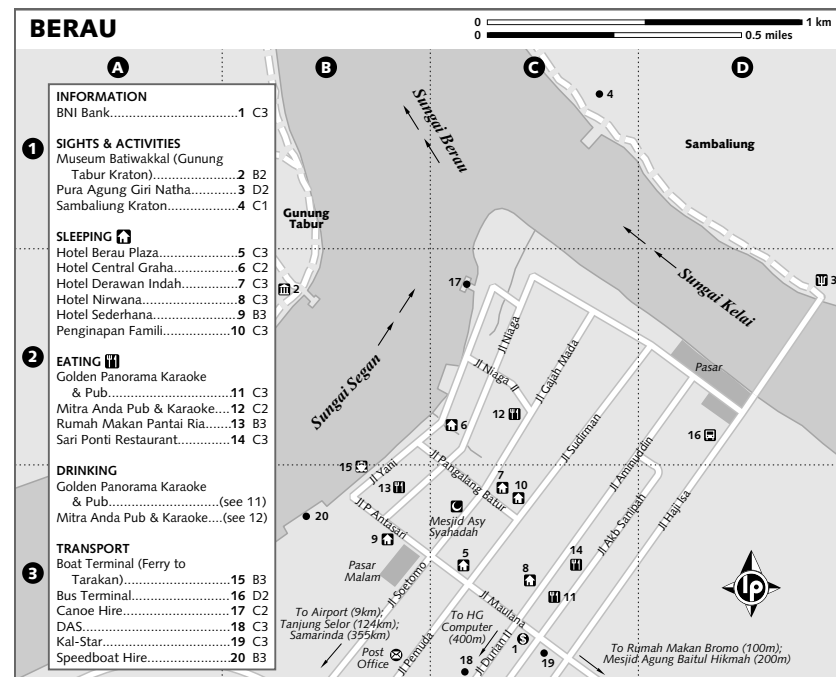 BERAU
0 1 km
0 0.5 miles
A B C D
1
2
3
INFORMATION
BNI Bank..................................1 C3
SIGHTS & ACTIVITIES
Museum Batiwakkal (Gunung
Tabur Kraton)......................2 B2
Pura Agung Giri Natha............3 D2
Sambaliung Kraton.................4 C1
SLEEPING
Hotel Berau Plaza....................5 C3
Hotel Central Graha.................6 C2
Hotel Derawan Indah...............7 C3
Hotel Nirwana.........................8 C3
Hotel Sederhana......................9 B3
Penginapan Famili..................10 C3
EATING
Golden Panorama Karaoke
& Pub................................11 C3
Mitra Anda Pub & Karaoke....12 C2
Rumah Makan Pantai Ria.......13 B3
Sari Ponti Restaurant.............14 C3
DRINKING
Golden Panorama Karaoke
& Pub............................(see 11)
Mitra Anda Pub & Karaoke....(see 12)
TRANSPORT
Boat Terminal (Ferry to
Tarakan)............................15 B3
Bus Terminal.........................16 D2
Canoe Hire............................17 C2
DAS......................................18 C3
Kal-Star................................19 C3
Speedboat Hire.....................20 B3
Sungai Berau
4
Sambaliung
Gunung
Tabur
2
17
Sungai Kelai
3
Sungai Segan
Jl Niaga
Jl Niaga II
Jl Gajah Mada
Pasar
12
6
Jl Sudirman
16
15
Jl Yani
Jl Pangalang Batur
Jl Aminuddin
13
7
10
Jl Akb Sanipah
Jl Haji Isa
20
Jl P Antasari
Mesjid Asy
Syahadah
9
5
14
8
11
Pasar
Malam
Jl Soetomo
Jl Maulana
To Airport (9km);
Tanjung Selor (124km);
Samarinda (355km)
To HG
Computer
(400m)
Jl Pemuda
Jl Durian II
Post
Office
18
$
1
19
To Rumah Makan Bromo (100m);
Mesjid Agung Baitul Hikmah (200m)
lp